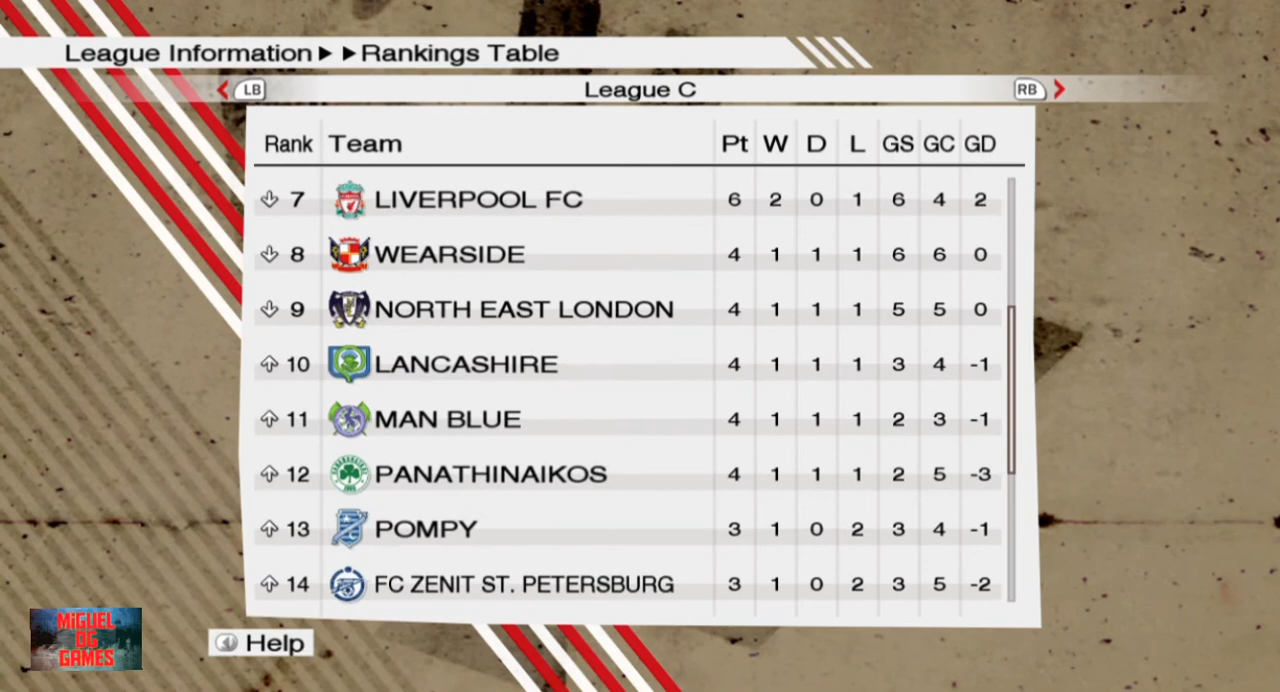 League Information ▶ ▶ Rankings Table
LB League C RB
Rank Team Pt W D L GS GC GD
7 LIVERPOOL FC 6 2 0 1 6 4 2
8 WEARSIDE 4 1 1 1 6 6 0
9 NORTH EAST LONDON 4 1 1 1 5 5 0
10 LANCASHIRE 4 1 1 1 3 4 -1
11 MAN BLUE 4 1 1 1 2 3 -1
12 PANATHINAIKOS 4 1 1 1 2 5 -3
13 POMPY 3 1 0 2 3 4 -1
14 FC ZENIT ST. PETERSBURG 3 1 0 2 3 5 -2
MiGUEL
OG
GAMES
Help